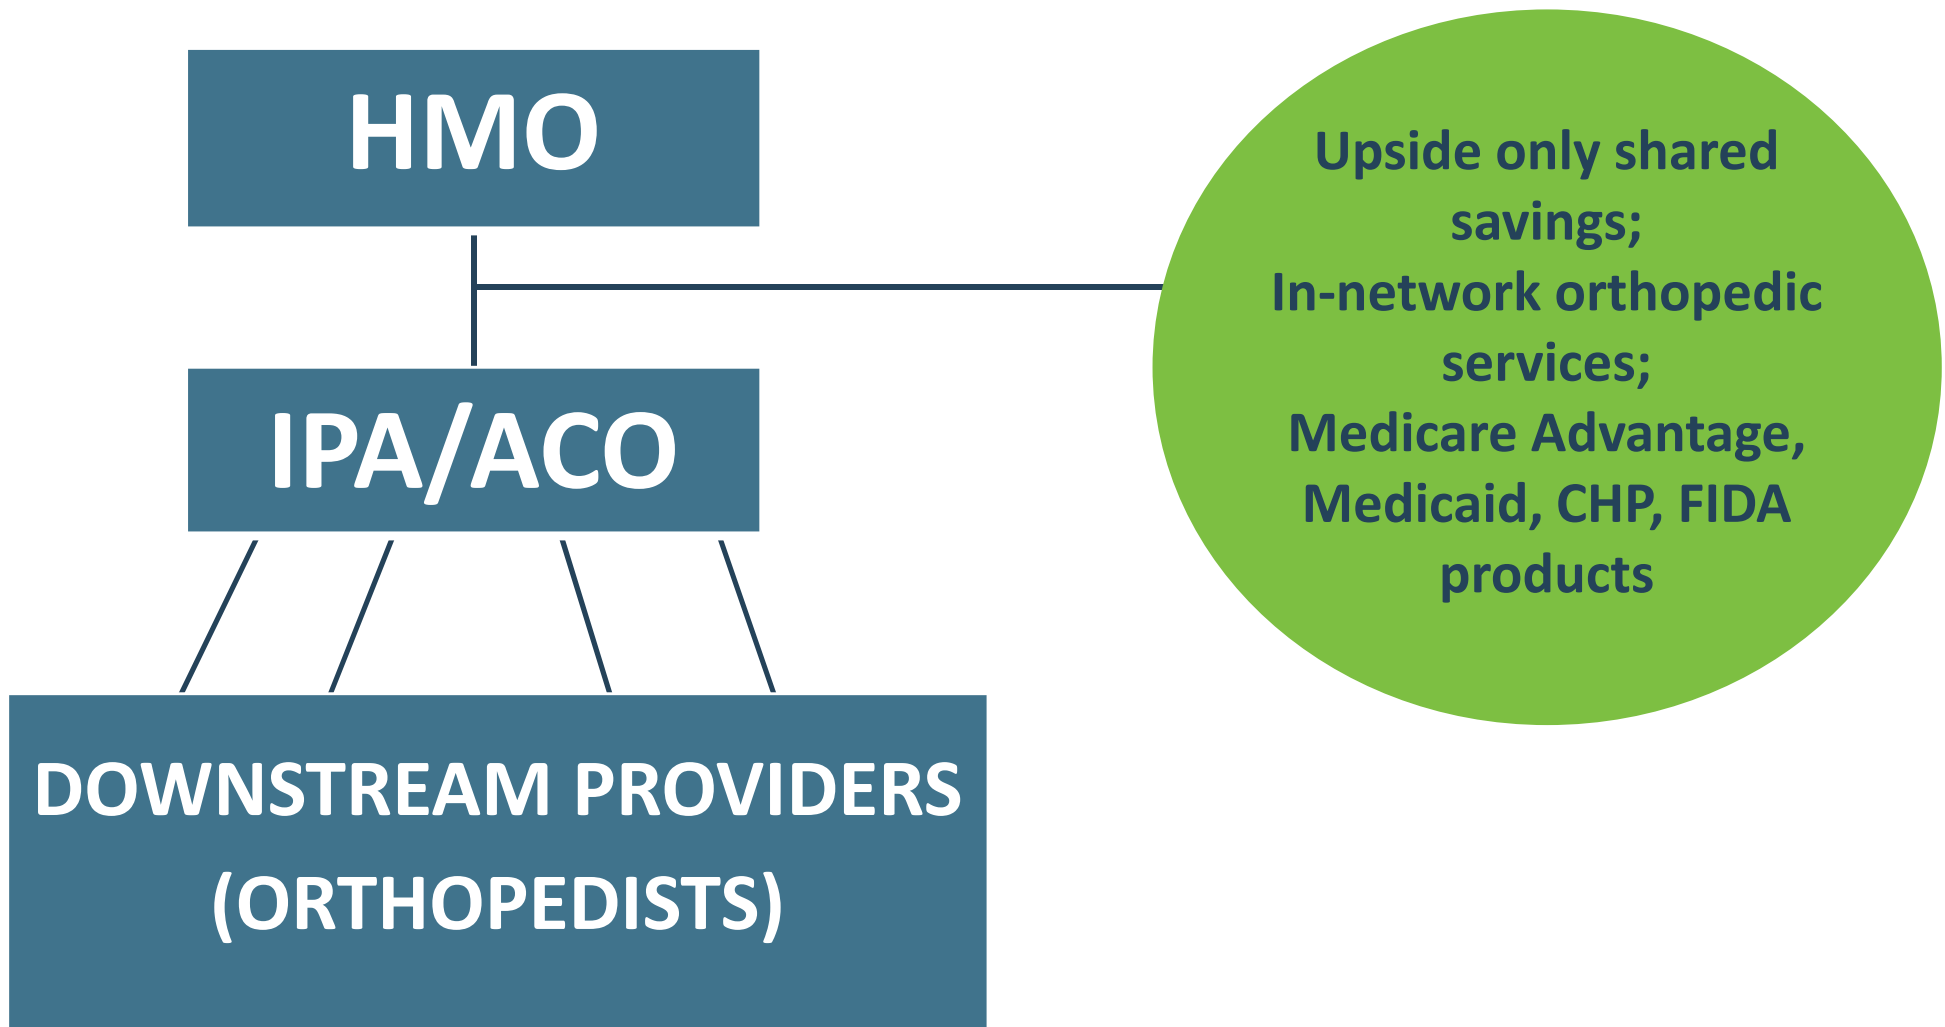 HMO
IPA/ACO
DOWNSTREAM PROVIDERS
(ORTHOPEDISTS)
Upside only shared
savings;
In-network orthopedic
services;
Medicare Advantage,
Medicaid, CHP, FIDA
products